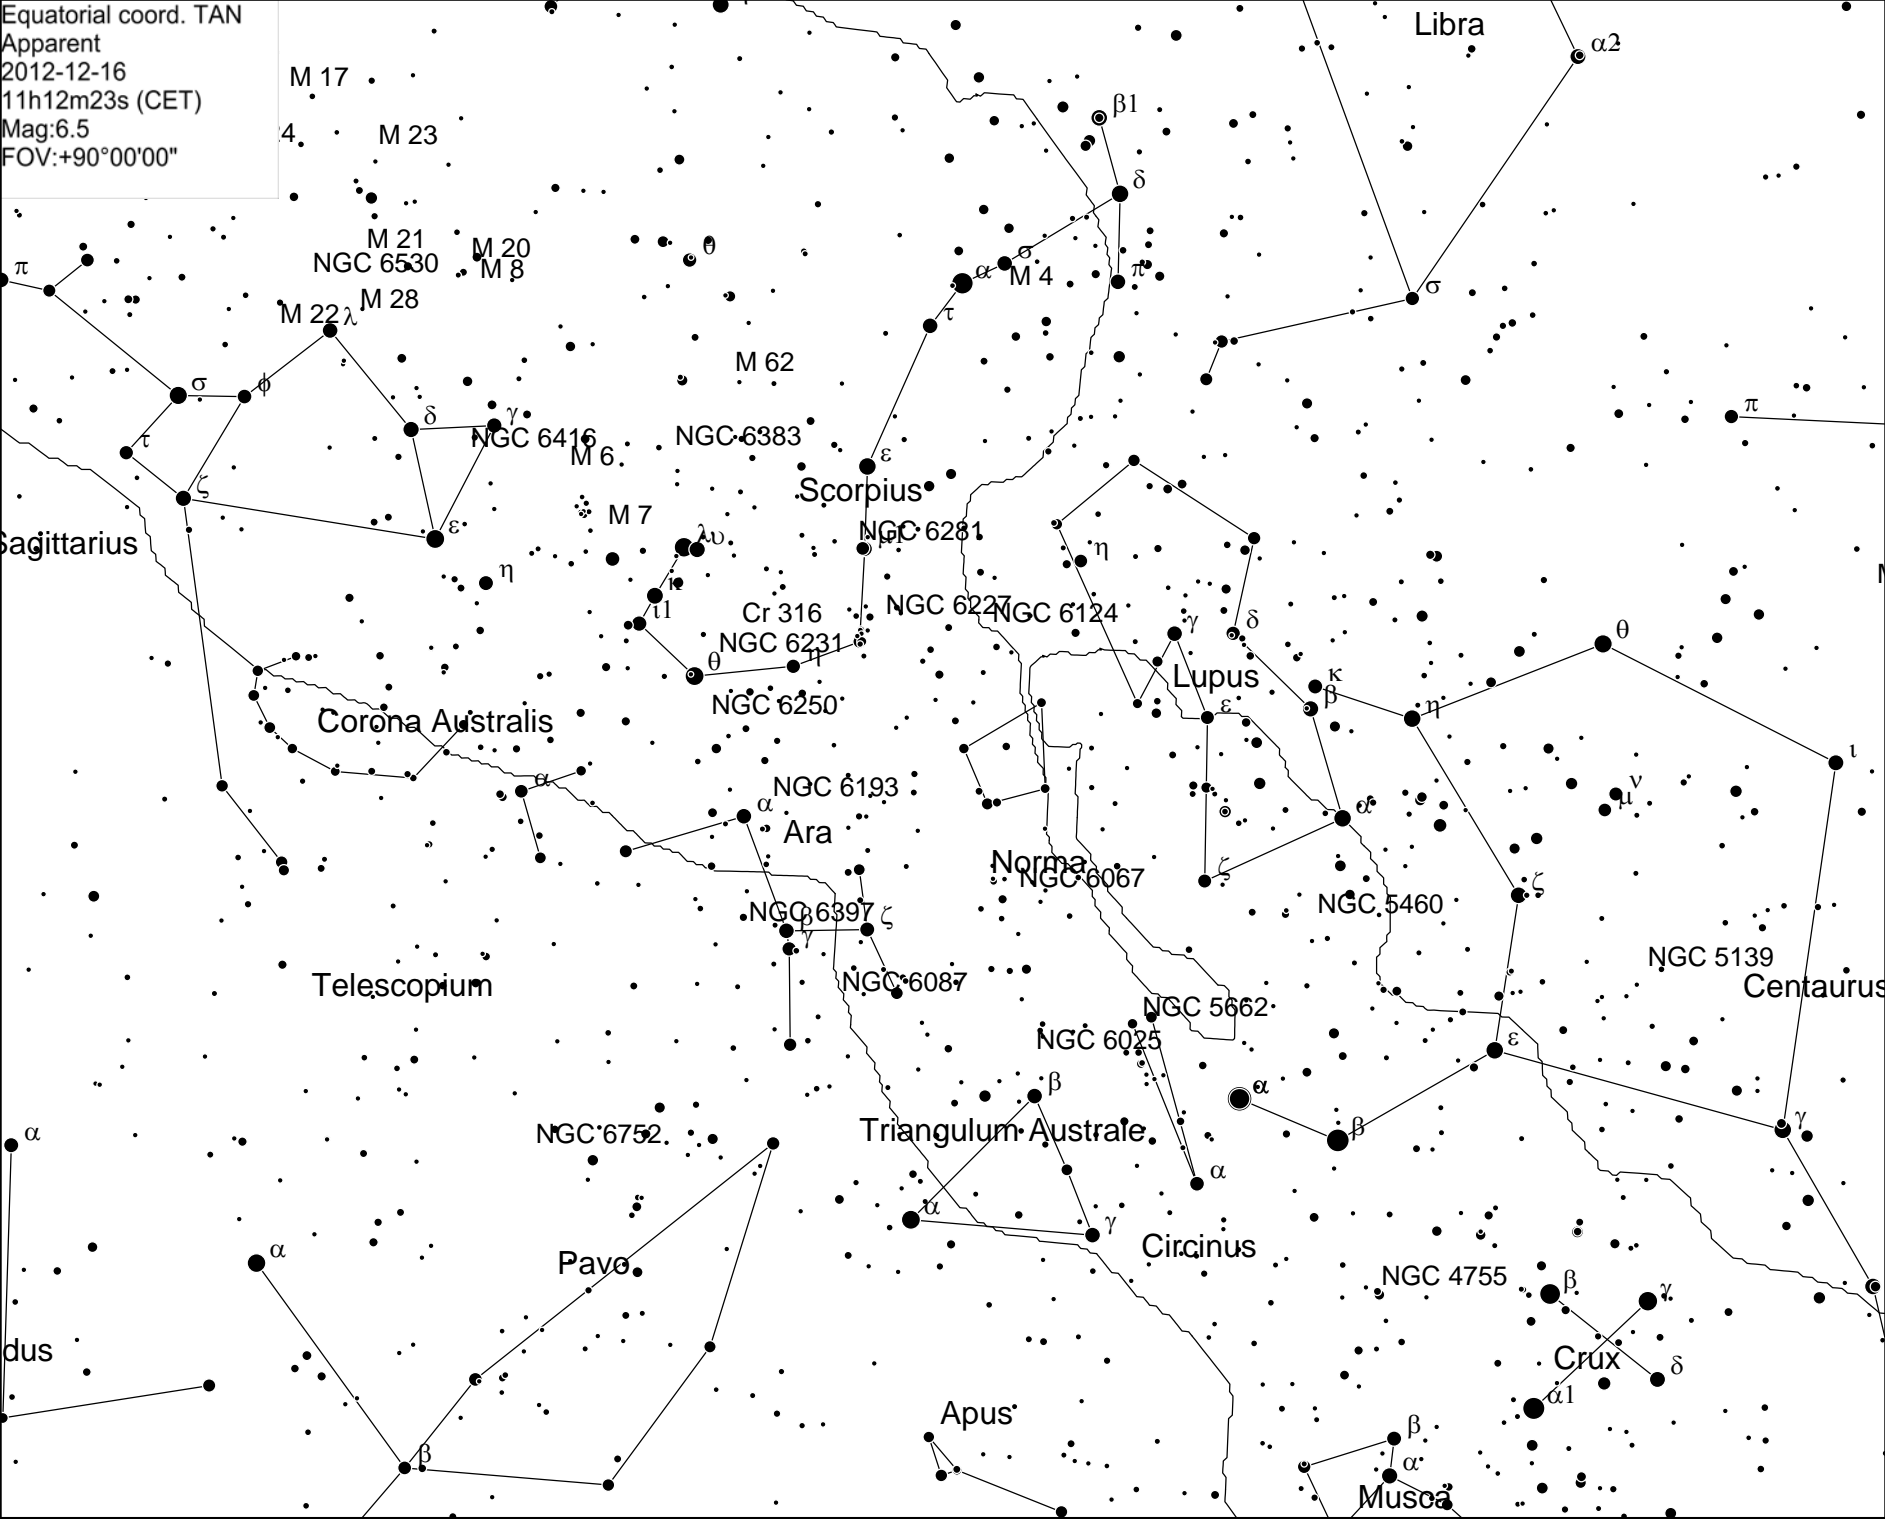 Equatorial coord. TAN
Apparent
2012-12-16
11h12m23s (CET)
Mag:6.5
FOV:+90°00'00"
Libra
α2
M 17
β1
M 23
δ
M 21
M 20
θ
σ
NGC 6530
M 8
π
α
M 4
π
M 28
σ
M 22
λ
τ
M 62
σ
φ
π
δ
γ
τ
NGC 6416
NGC 6383
M 6
ε
ζ
Scorpius
M 7
ε
NGC 6281
μ1
Sagittarius
λ
υ
η
η
κ
ι1
Cr 316
NGC 6227
NGC 6124
γ
δ
θ
NGC 6231
η
θ
Lupus
κ
β
NGC 6250
ε
η
Corona Australis
ι
α
NGC 6193
α
ν
μ
α
Ara
Norma
NGC 6067
ζ
ζ
NGC 6397
β
ζ
NGC 5460
γ
NGC 5139
Telescopium
NGC 6087
Centaurus
NGC 5662
NGC 6025
ε
β
α
Triangulum Australe
β
γ
α
NGC 6752
α
α
γ
α
Pavo
Circinus
NGC 4755
β
γ
dus
Crux
δ
α1
Apus
β
β
α
Musca